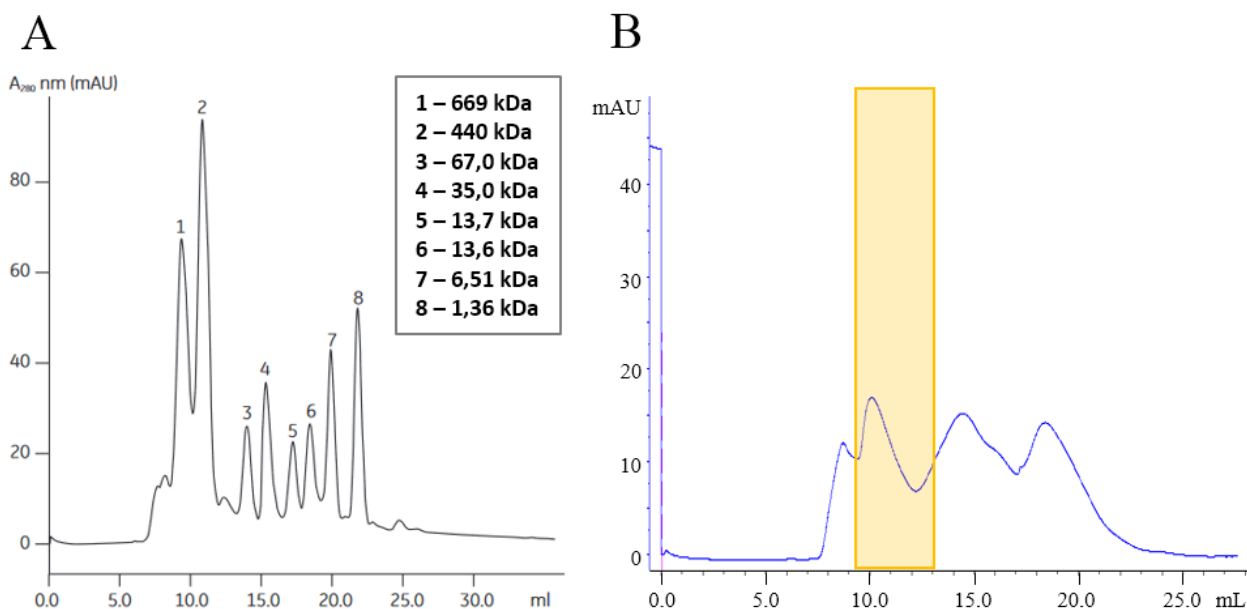 A
A₂₈₀ nm (mAU)
80
60
40
20
0
0.0 5.0 10.0 15.0 20.0 25.0 30.0 ml
1
2
3
4
5
6
7
8
1 – 669 kDa
2 – 440 kDa
3 – 67,0 kDa
4 – 35,0 kDa
5 – 13,7 kDa
6 – 13,6 kDa
7 – 6,51 kDa
8 – 1,36 kDa
B
mAU
40
30
20
10
0
0.0 5.0 10.0 15.0 20.0 25.0 mL